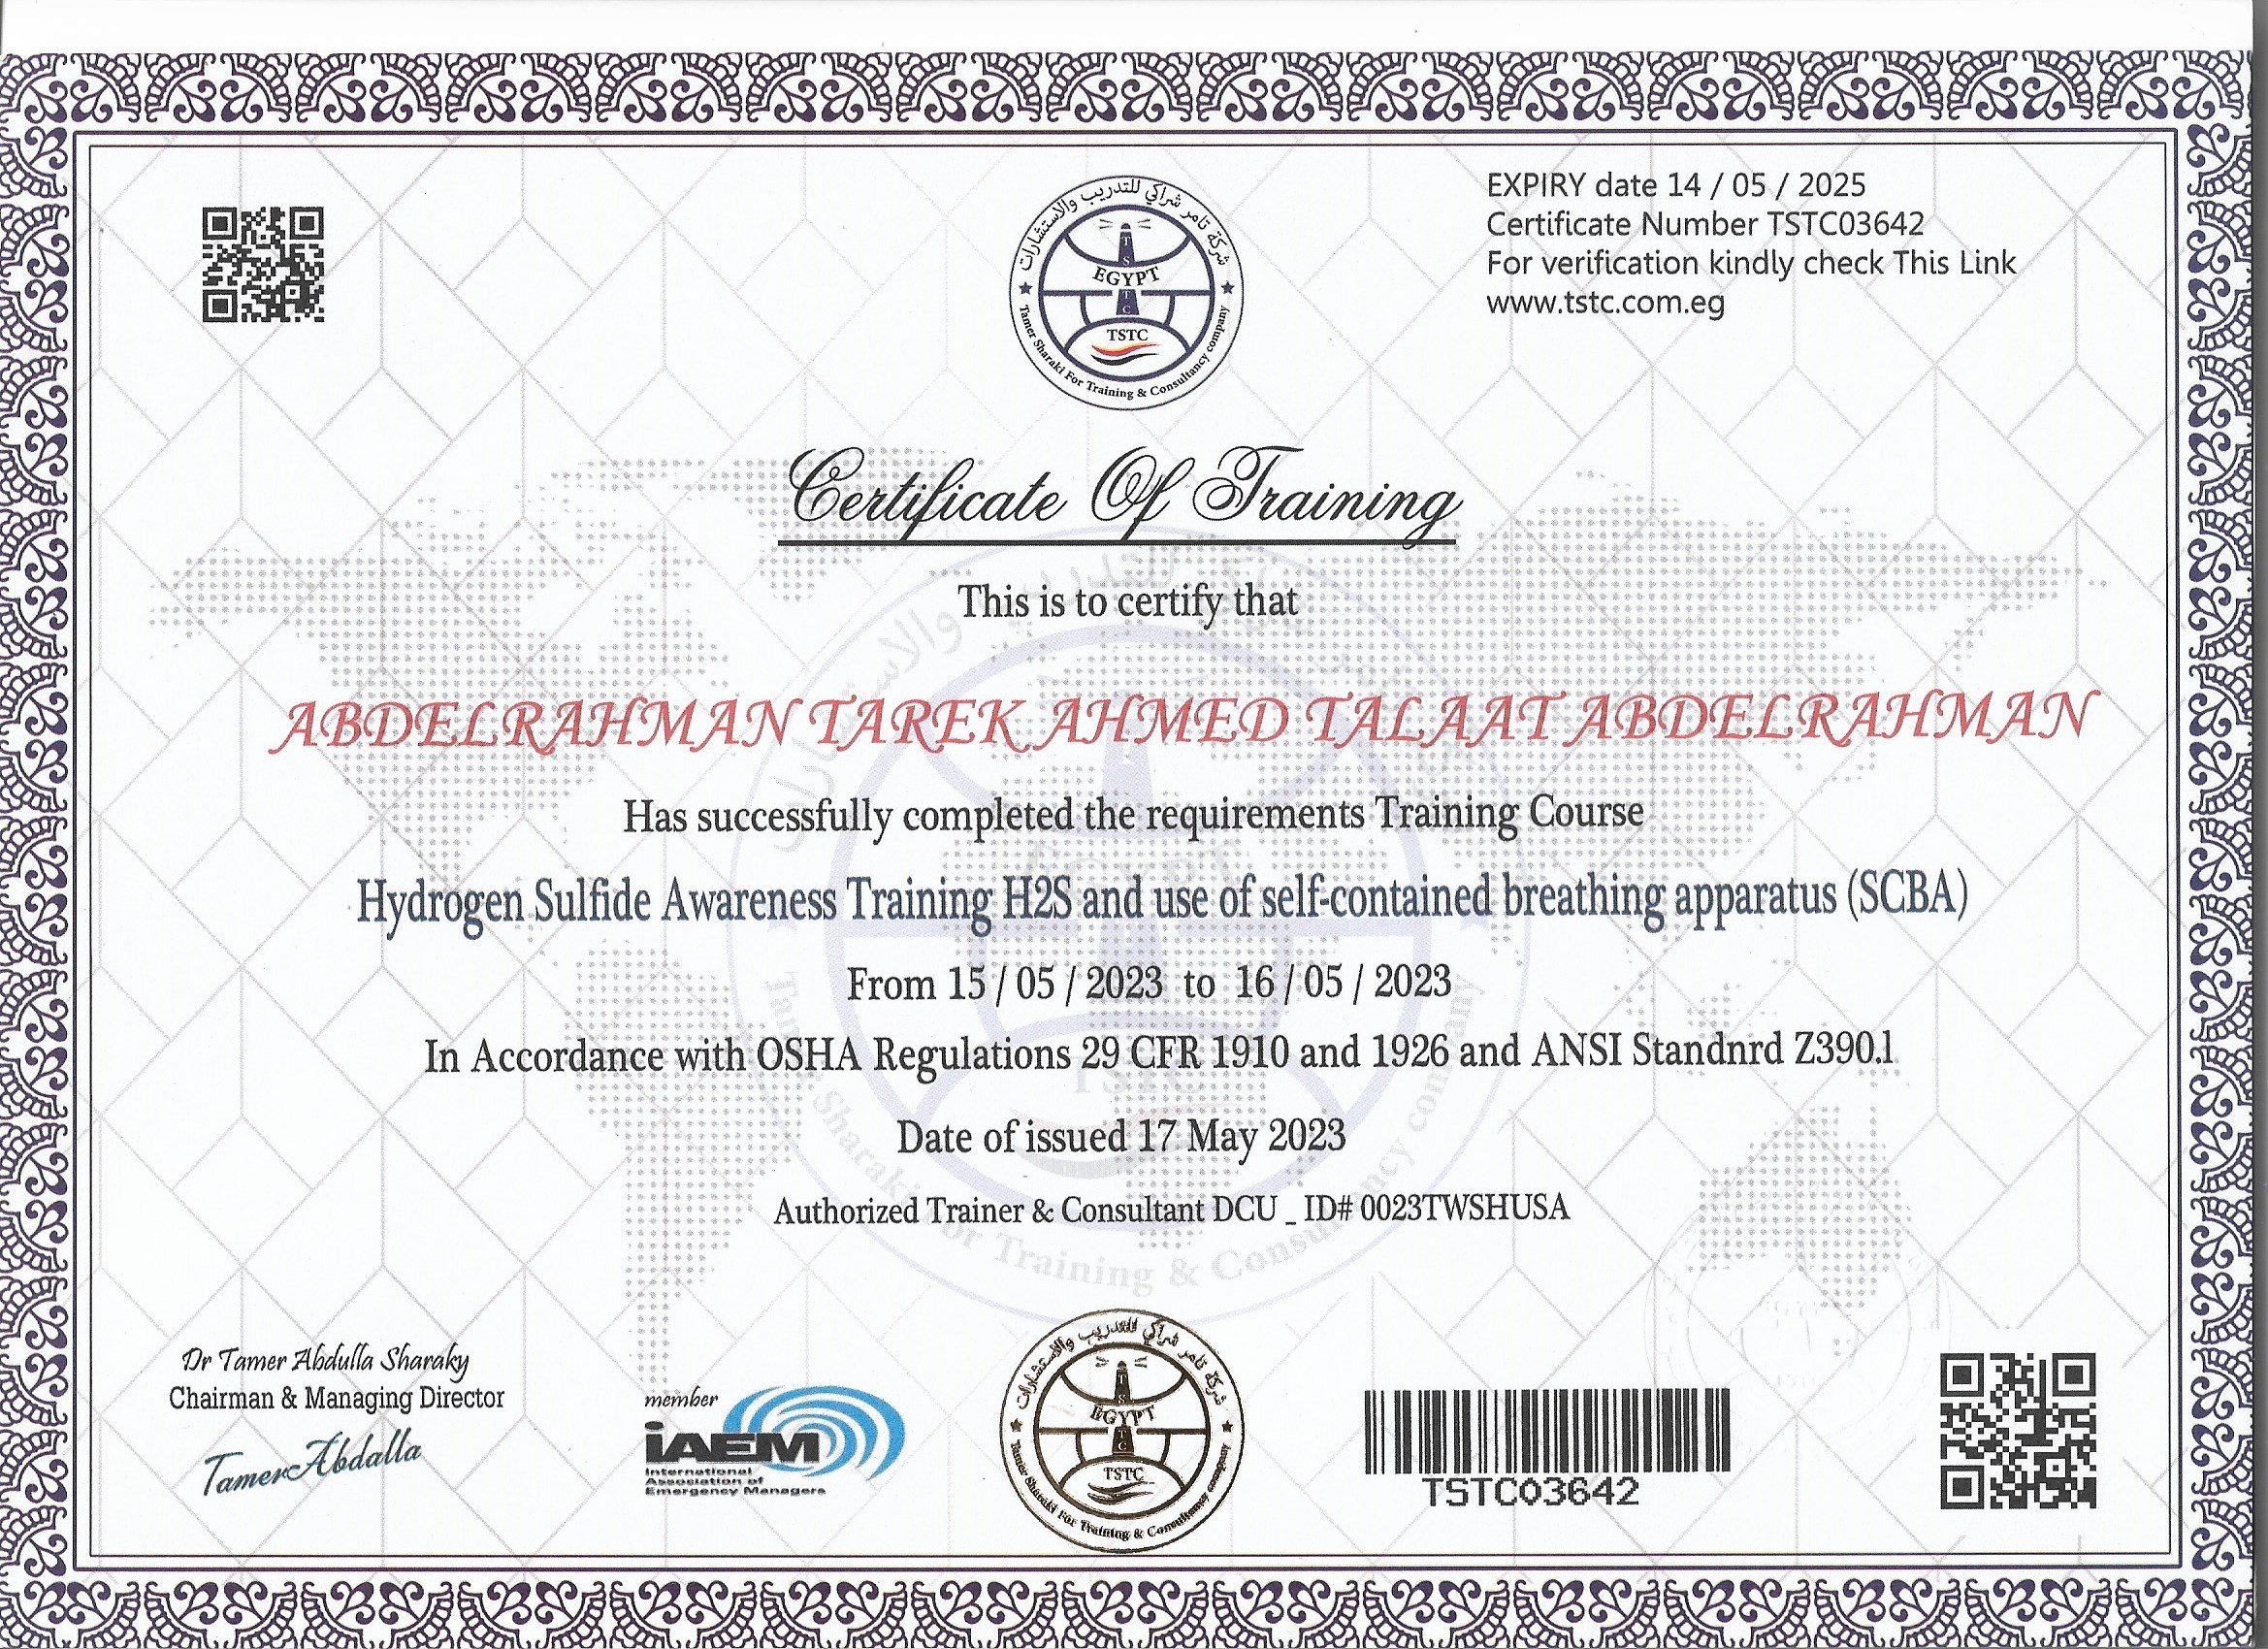 EXPIRY date 14 / 05 / 2025
Certificate Number TSTC03642
For verification kindly check This Link
www.tstc.com.eg
شركة تامر شراكي للتدريب والاستشارات
T
S
EGYPT
T
C
TSTC
Tamer Sharaki For Training & Consultancy company
Certificate Of Training
This is to certify that
ABDELRAHMAN TAREK AHMED TALAAT ABDELRAHMAN
Has successfully completed the requirements Training Course
Hydrogen Sulfide Awareness Training H2S and use of self-contained breathing apparatus (SCBA)
From 15 / 05 / 2023 to 16 / 05 / 2023
In Accordance with OSHA Regulations 29 CFR 1910 and 1926 and ANSI Standnrd Z390.1
Date of issued 17 May 2023
Authorized Trainer & Consultant DCU _ ID# 0023TWSHUSA
Dr Tamer Abdulla Sharaky
Chairman & Managing Director
Tamer Abdalla
member
iAEM
International
Association of
Emergency Managers
شركة تامر شراكي للتدريب والاستشارات
T
S
EGYPT
T
C
TSTC
Tamer Sharaki For Training & Consultancy company
TSTC03642